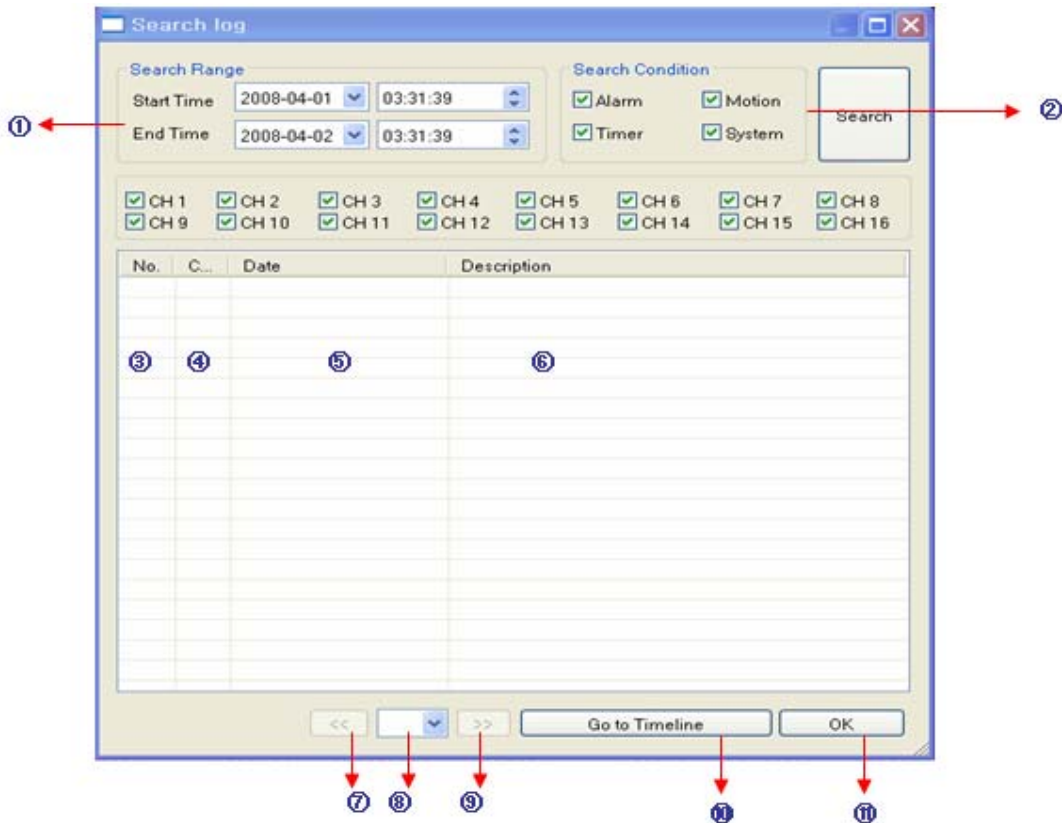 Search log
Search Range
Search Condition
Start Time 2008-04-01 03:31:39
Alarm Motion
Search
① ②
End Time 2008-04-02 03:31:39
Timer System
CH 1 CH 2 CH 3 CH 4 CH 5 CH 6 CH 7 CH 8
CH 9 CH 10 CH 11 CH 12 CH 13 CH 14 CH 15 CH 16
No. C... Date Description
③ ④ ⑤ ⑥
<< >> Go to Timeline OK
⑦ ⑧ ⑨ ⑩ ⑪